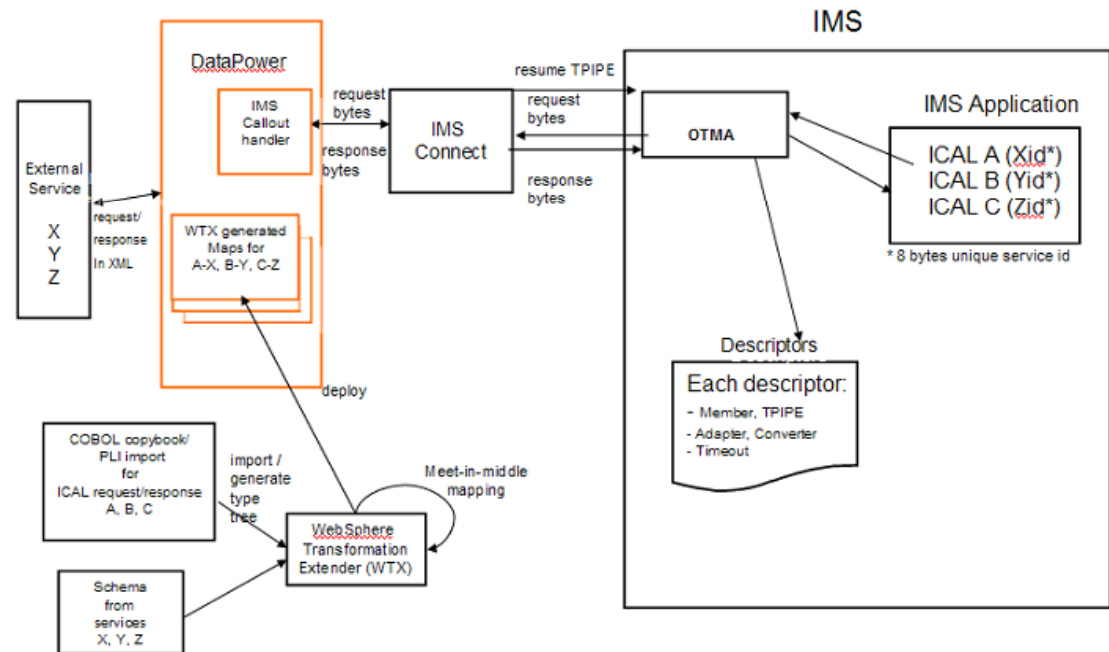 IMS
DataPower
IMS
Callout
handler
request
bytes
response
bytes
IMS
Connect
resume TPIPE
request
bytes
response
bytes
OTMA
IMS Application
ICAL A (Xid*)
ICAL B (Yid*)
ICAL C (Zid*)
* 8 bytes unique service id
External
Service
X
Y
Z
request/
response
In XML
WTX generated
Maps for
A-X, B-Y, C-Z
deploy
Descriptors
Each descriptor:
- Member, TPIPE
- Adapter, Converter
- Timeout
COBOL copybook/
PLI import
for
ICAL request/response
A, B, C
import /
generate
type
tree
Meet-in-middle
mapping
WebSphere
Transformation
Extender (WTX)
Schema
from
services
X, Y, Z